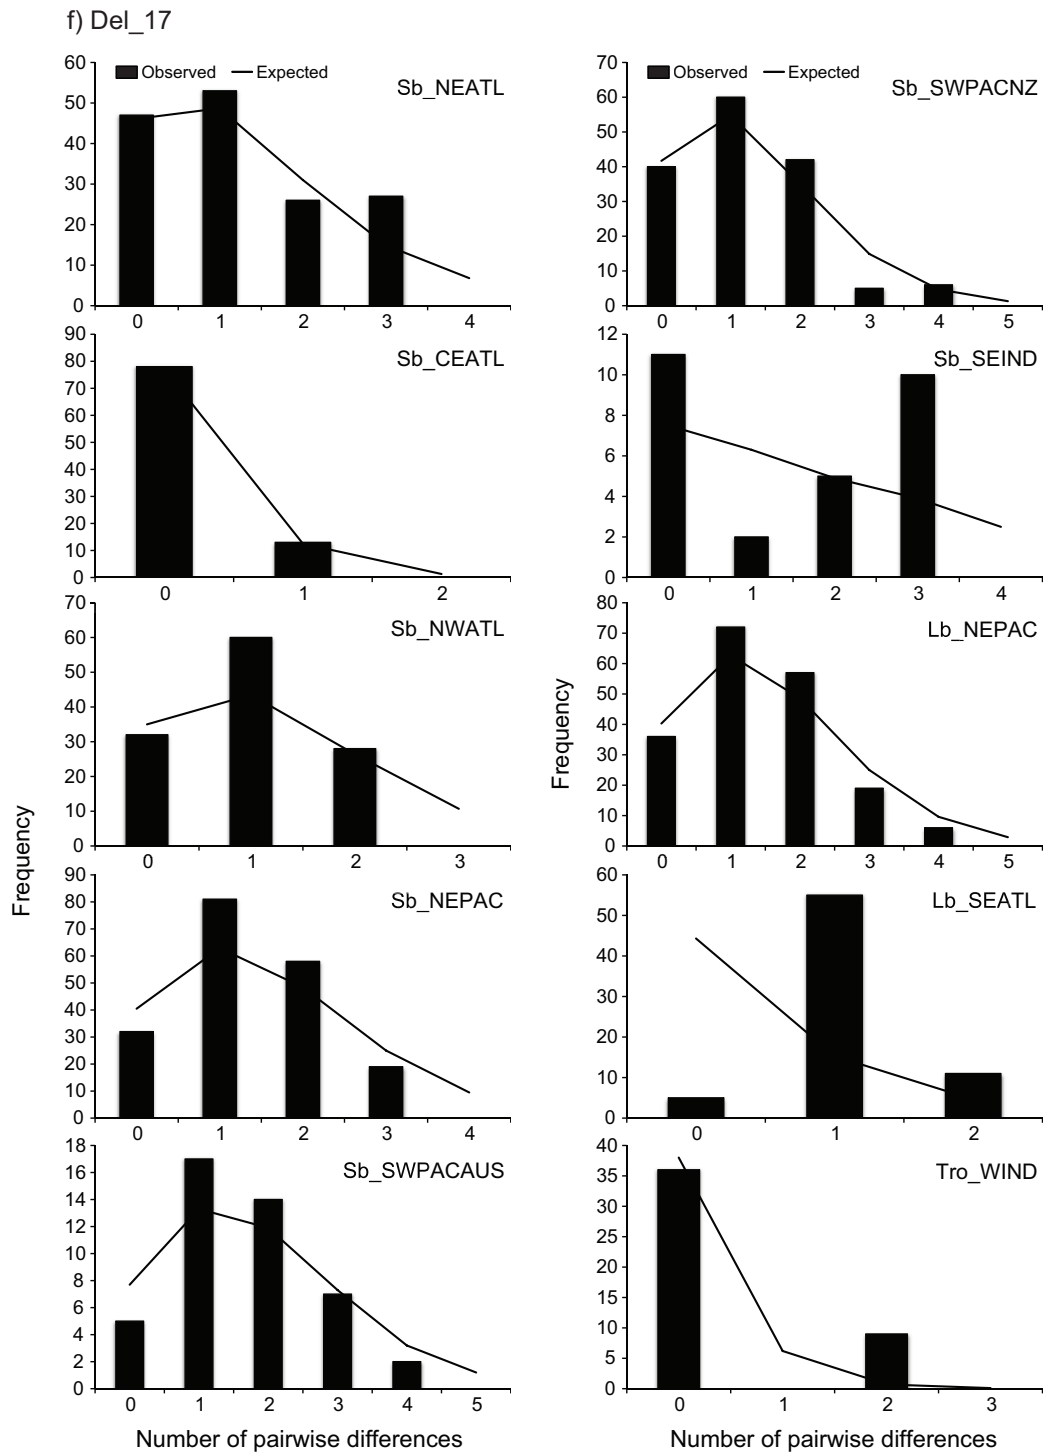 f) Del_17
60
50
40
30
20
10
0
Observed
Expected
Sb_NEATL
0 1 2 3 4
90
80
70
60
50
40
30
20
10
0
Sb_CEATL
0 1 2
70
60
50
40
30
20
10
0
Sb_NWATL
0 1 2 3
90
80
70
60
50
40
30
20
10
0
Sb_NEPAC
0 1 2 3 4
18
16
14
12
10
8
6
4
2
0
Sb_SWPACAUS
0 1 2 3 4 5
Frequency
Number of pairwise differences
70
60
50
40
30
20
10
0
Observed
Expected
Sb_SWPACNZ
0 1 2 3 4 5
12
10
8
6
4
2
0
Sb_SEIND
0 1 2 3 4
80
70
60
50
40
30
20
10
0
Lb_NEPAC
0 1 2 3 4 5
60
50
40
30
20
10
0
Lb_SEATL
0 1 2
40
35
30
25
20
15
10
5
0
Tro_WIND
0 1 2 3
Frequency
Number of pairwise differences